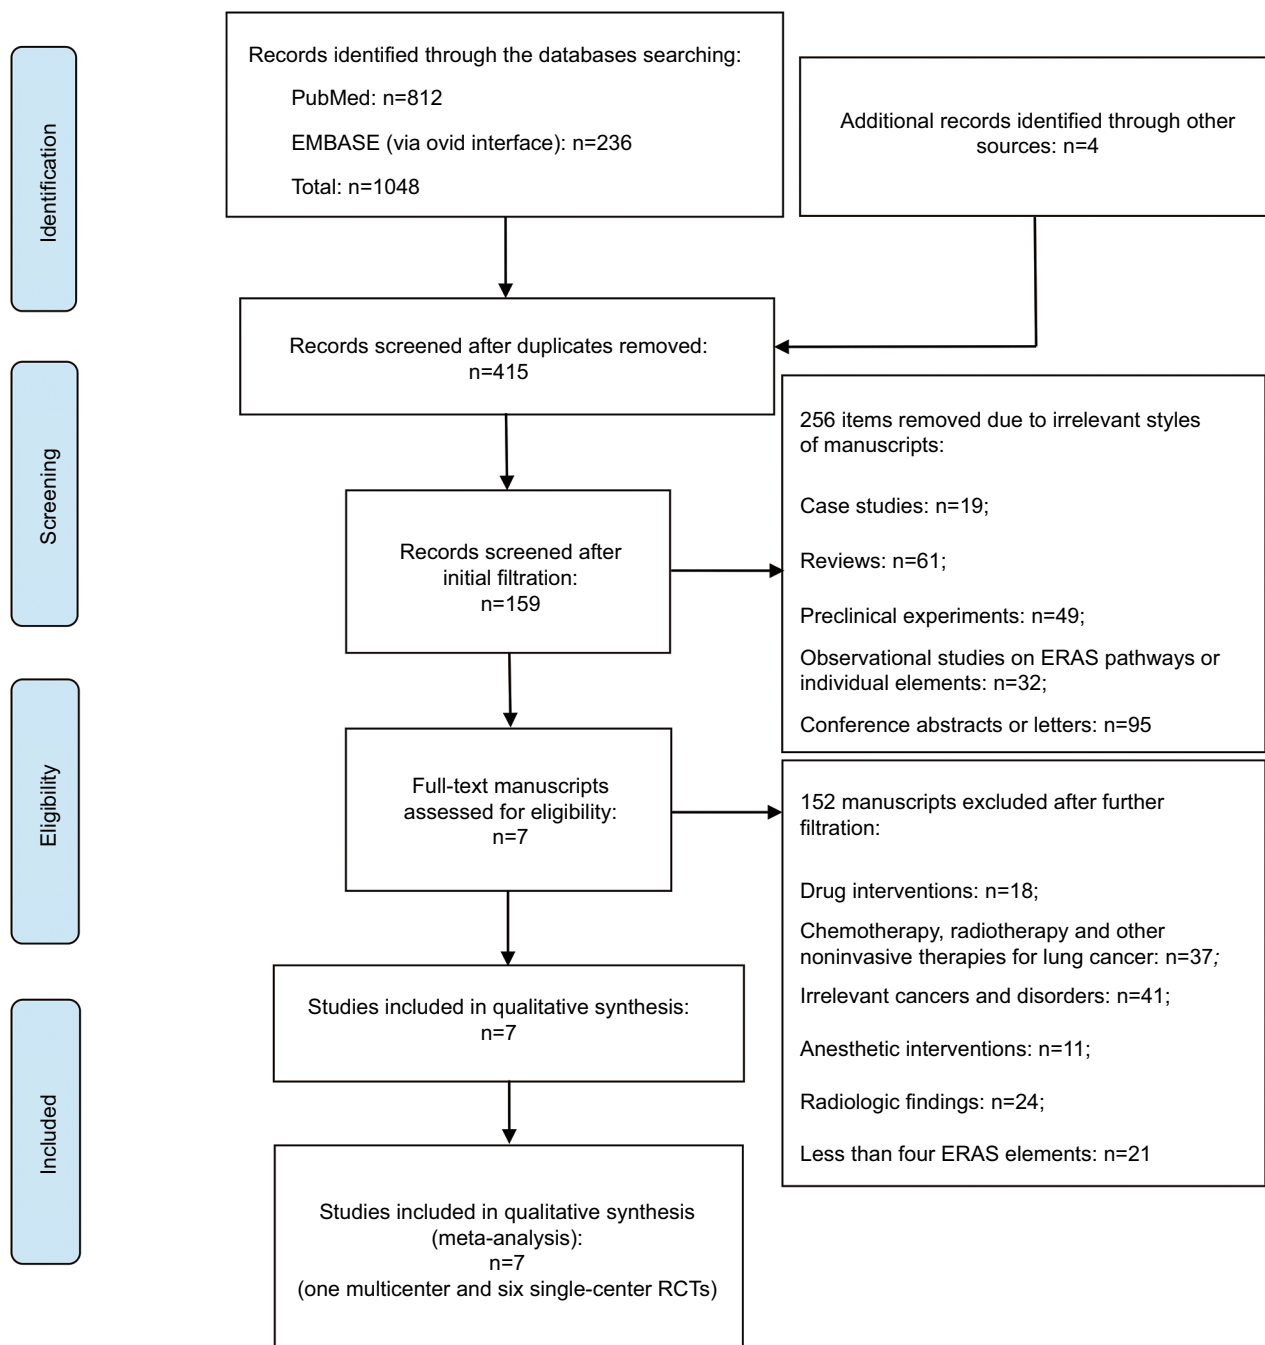 Identification
Records identified through the databases searching:
PubMed: n=812
EMBASE (via ovid interface): n=236
Total: n=1048
Additional records identified through other
sources: n=4
Records screened after duplicates removed:
n=415
Screening
Records screened after
initial filtration:
n=159
256 items removed due to irrelevant styles
of manuscripts:
Case studies: n=19;
Reviews: n=61;
Preclinical experiments: n=49;
Observational studies on ERAS pathways or
individual elements: n=32;
Conference abstracts or letters: n=95
Eligibility
Full-text manuscripts
assessed for eligibility:
n=7
152 manuscripts excluded after further
filtration:
Drug interventions: n=18;
Chemotherapy, radiotherapy and other
noninvasive therapies for lung cancer: n=37;
Irrelevant cancers and disorders: n=41;
Anesthetic interventions: n=11;
Radiologic findings: n=24;
Less than four ERAS elements: n=21
Included
Studies included in qualitative synthesis:
n=7
Studies included in qualitative synthesis
(meta-analysis):
n=7
(one multicenter and six single-center RCTs)